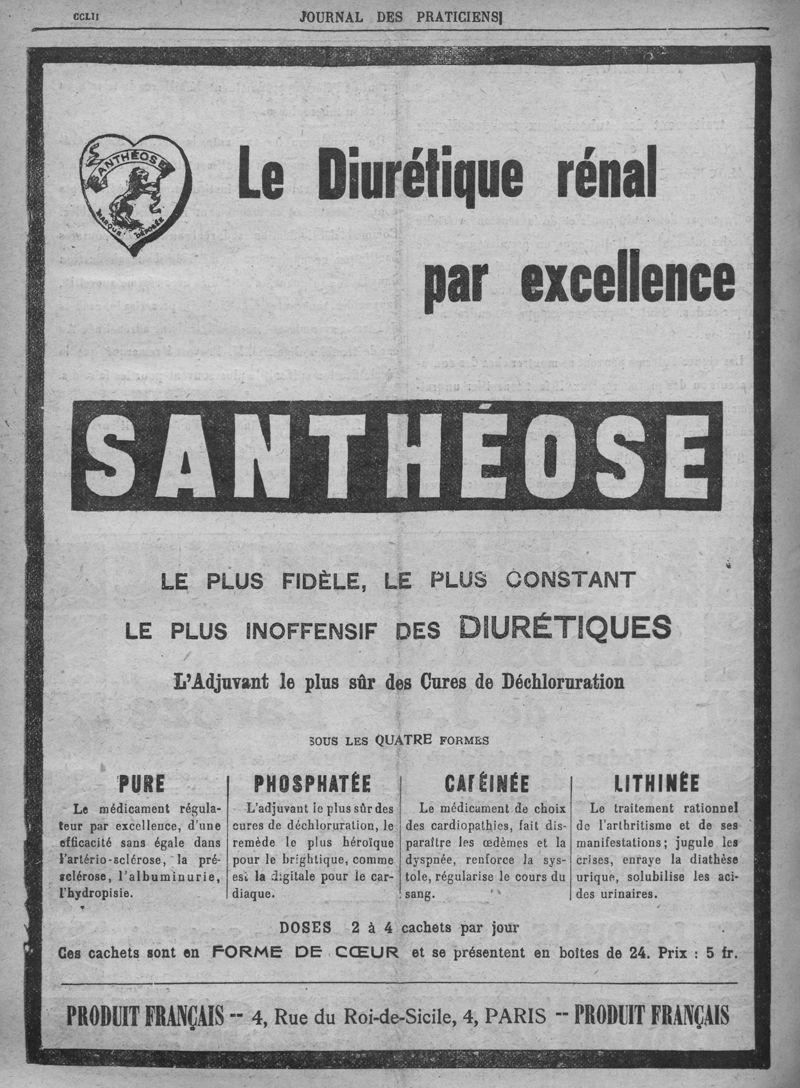 CCLII
JOURNAL DES PRATICIENS
SANTHÉOSE
MARQUE DÉPOSÉE
Le Diurétique rénal
par excellence
SANTHÉOSE
LE PLUS FIDÈLE, LE PLUS CONSTANT
LE PLUS INOFFENSIF DES DIURÉTIQUES
L'Adjuvant le plus sûr des Cures de Déchloruration
SOUS LES QUATRE FORMES
PURE
Le médicament régula-
teur par excellence, d'une
efficacité sans égale dans
l'artério-sclérose, la pré-
sclérose, l'albuminurie,
l'hydropisie.
PHOSPHATÉE
L'adjuvant le plus sûr des
cures de déchloruration, le
remède le plus héroïque
pour le brightique, comme
est la digitale pour le car-
diaque.
CAFÉINÉE
Le médicament de choix
des cardiopathies, fait dis-
paraître les œdèmes et la
dyspnée, renforce la sys-
tole, régularise le cours du
sang.
LITHINÉE
Le traitement rationnel
de l'arthritisme et de ses
manifestations; jugule les
crises, enraye la diathèse
urique, solubilise les aci-
des urinaires.
DOSES 2 à 4 cachets par jour
Ces cachets sont en FORME DE CŒUR et se présentent en boîtes de 24. Prix : 5 fr.
PRODUIT FRANÇAIS -- 4, Rue du Roi-de-Sicile, 4, PARIS -- PRODUIT FRANÇAIS